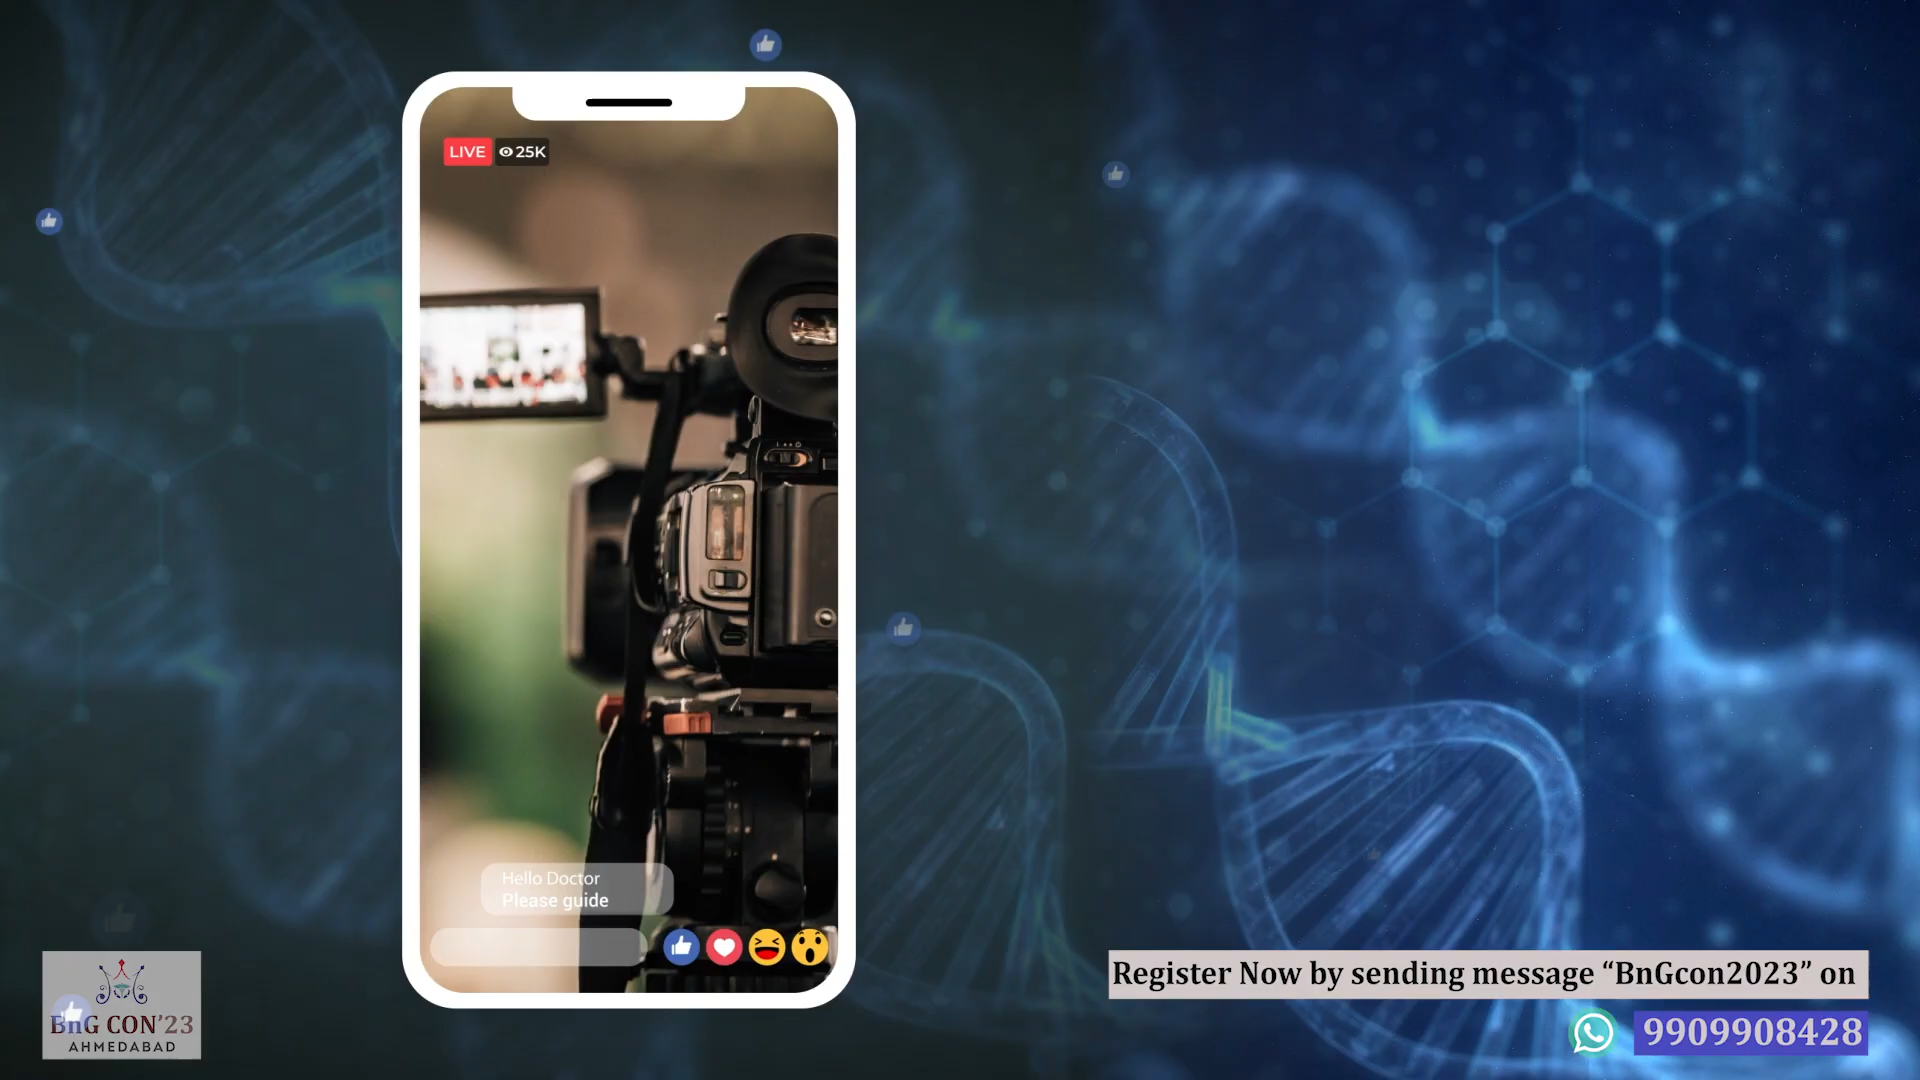 LIVE 25K
Hello Doctor
Please guide
Register Now by sending message “BnGcon2023” on
9909908428
BnG CON’23
AHMEDABAD